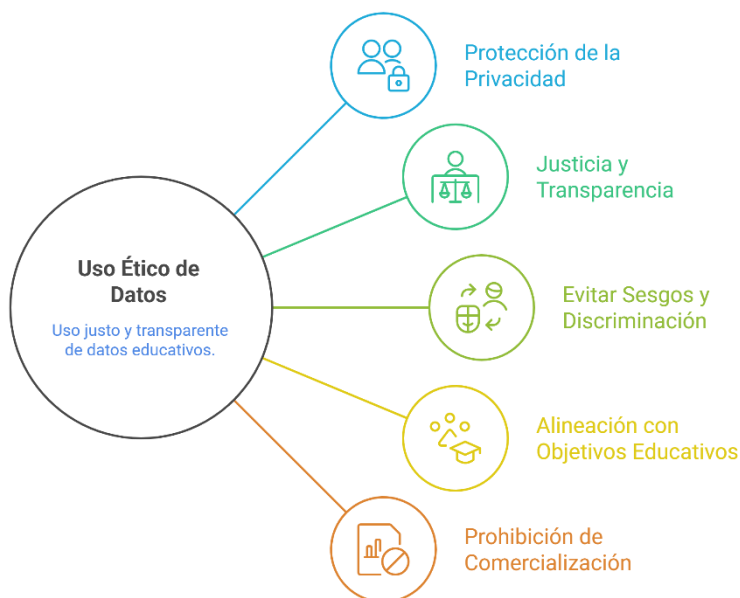 Protección de la
Privacidad
Justicia y
Transparencia
Uso Ético de
Datos
Uso justo y transparente
de datos educativos.
Evitar Sesgos y
Discriminación
Alineación con
Objetivos Educativos
Prohibición de
Comercialización